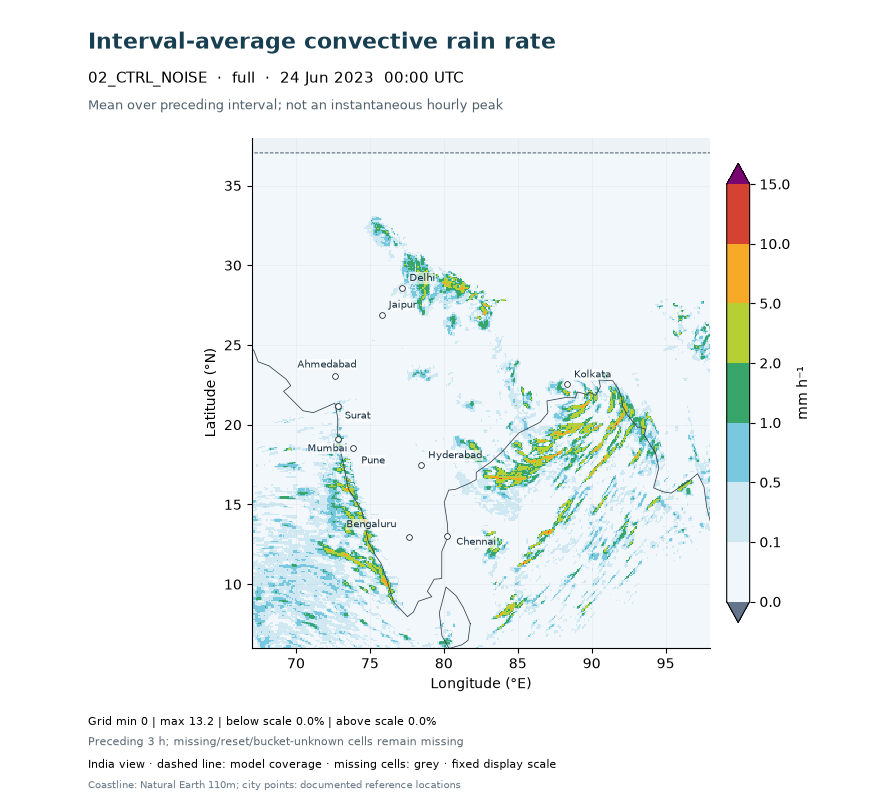 Interval-average convective rain rate
02_CTRL_NOISE · full · 24 Jun 2023 00:00 UTC
Mean over preceding interval; not an instantaneous hourly peak
35
30
25
20
15
10
70
75
80
85
90
95
Latitude (°N)
Longitude (°E)
Delhi
Jaipur
Ahmedabad
Kolkata
Surat
Mumbai
Pune
Hyderabad
Bengaluru
Chennai
15.0
10.0
5.0
2.0
1.0
0.5
0.1
0.0
mm h⁻¹
Grid min 0 | max 13.2 | below scale 0.0% | above scale 0.0%
Preceding 3 h; missing/reset/bucket-unknown cells remain missing
India view · dashed line: model coverage · missing cells: grey · fixed display scale
Coastline: Natural Earth 110m; city points: documented reference locations